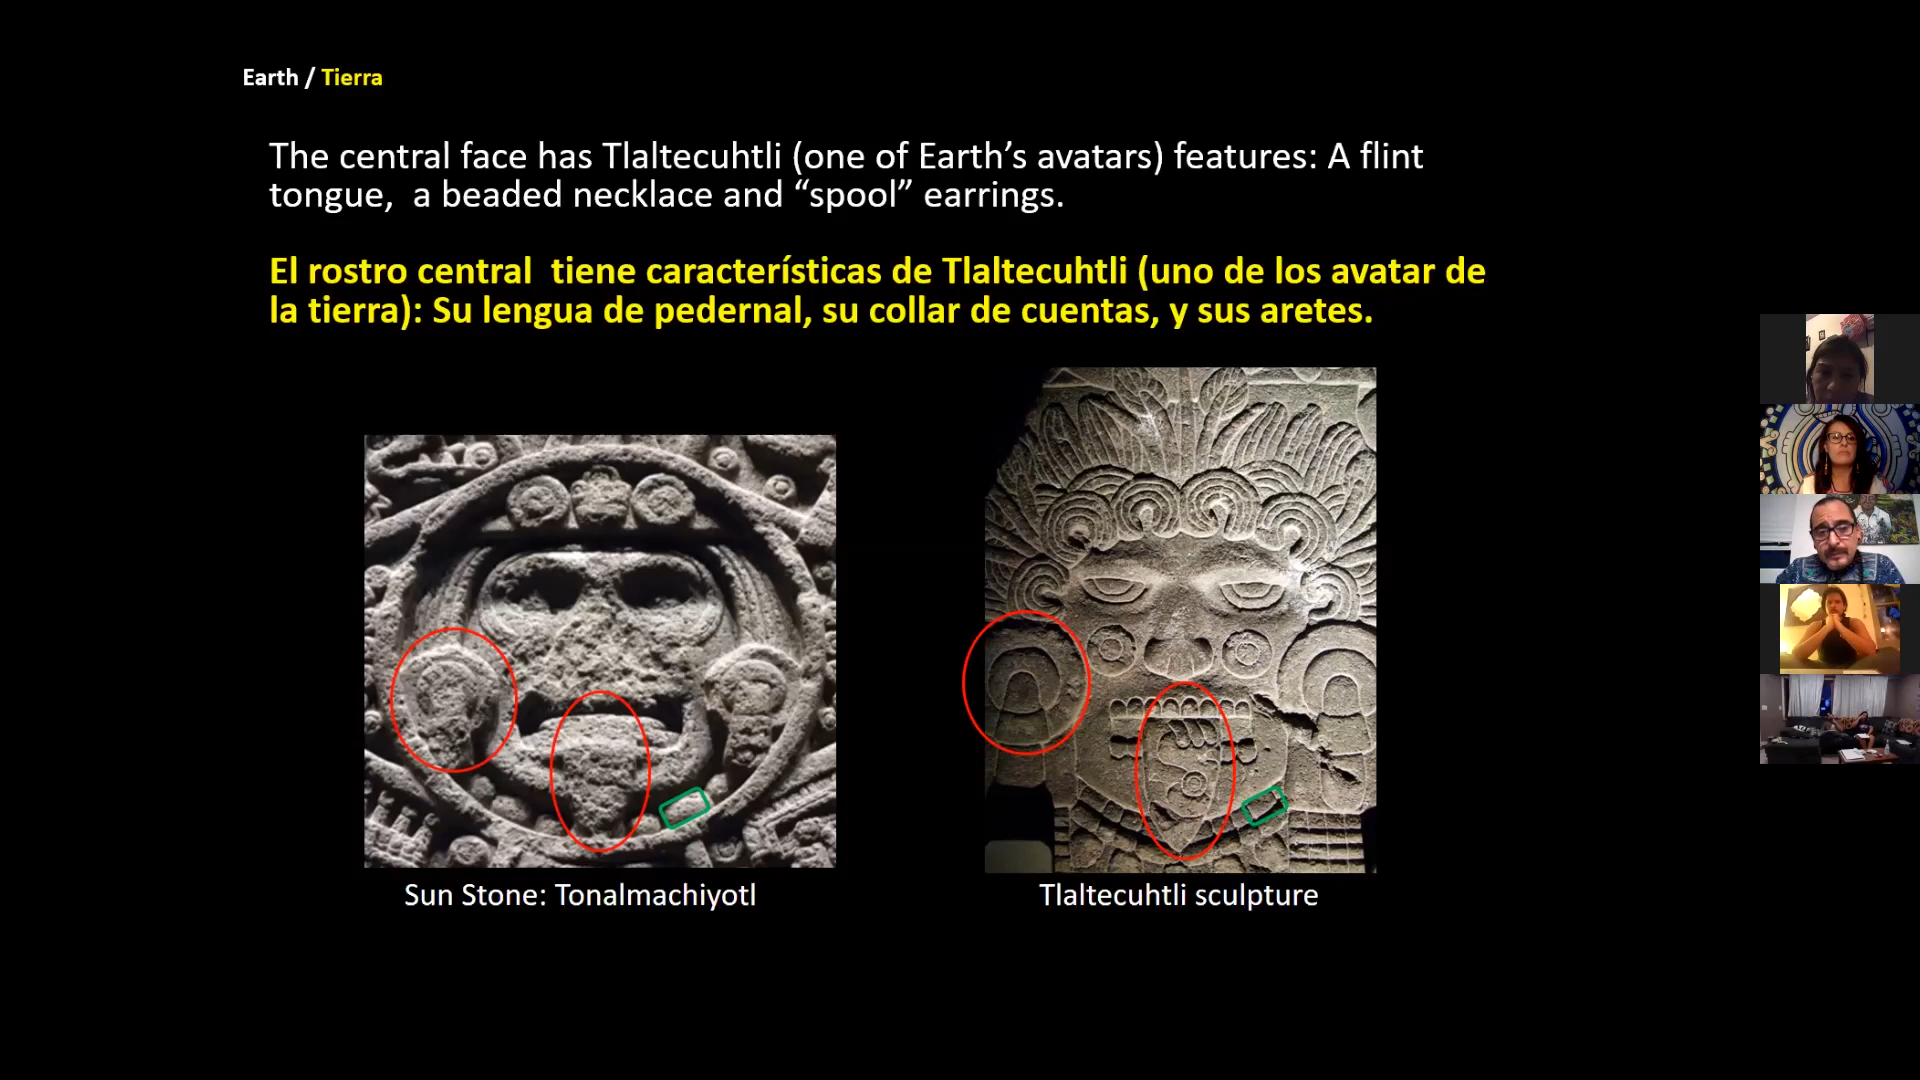 Earth / Tierra
The central face has Tlaltecuhtli (one of Earth’s avatars) features: A flint
tongue,  a beaded necklace and “spool” earrings.
El rostro central  tiene características de Tlaltecuhtli (uno de los avatar de
la tierra): Su lengua de pedernal, su collar de cuentas, y sus aretes.
Sun Stone: Tonalmachiyotl
Tlaltecuhtli sculpture